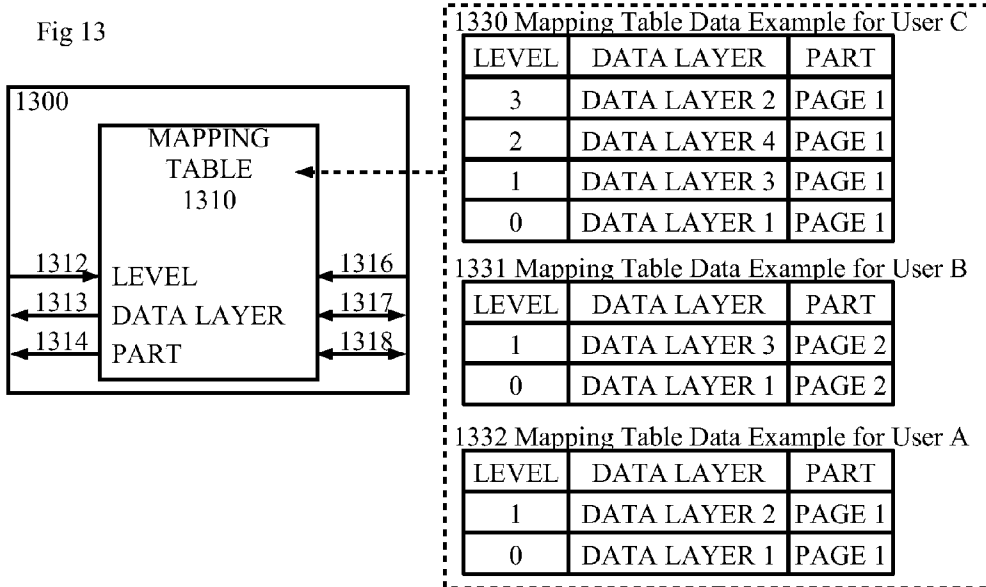 Fig 13
1300
MAPPING
TABLE
1310
1312 LEVEL 1316
1313 DATA LAYER 1317
1314 PART 1318
1330 Mapping Table Data Example for User C
LEVEL DATA LAYER PART
3 DATA LAYER 2 PAGE 1
2 DATA LAYER 4 PAGE 1
1 DATA LAYER 3 PAGE 1
0 DATA LAYER 1 PAGE 1
1331 Mapping Table Data Example for User B
LEVEL DATA LAYER PART
1 DATA LAYER 3 PAGE 2
0 DATA LAYER 1 PAGE 2
1332 Mapping Table Data Example for User A
LEVEL DATA LAYER PART
1 DATA LAYER 2 PAGE 1
0 DATA LAYER 1 PAGE 1